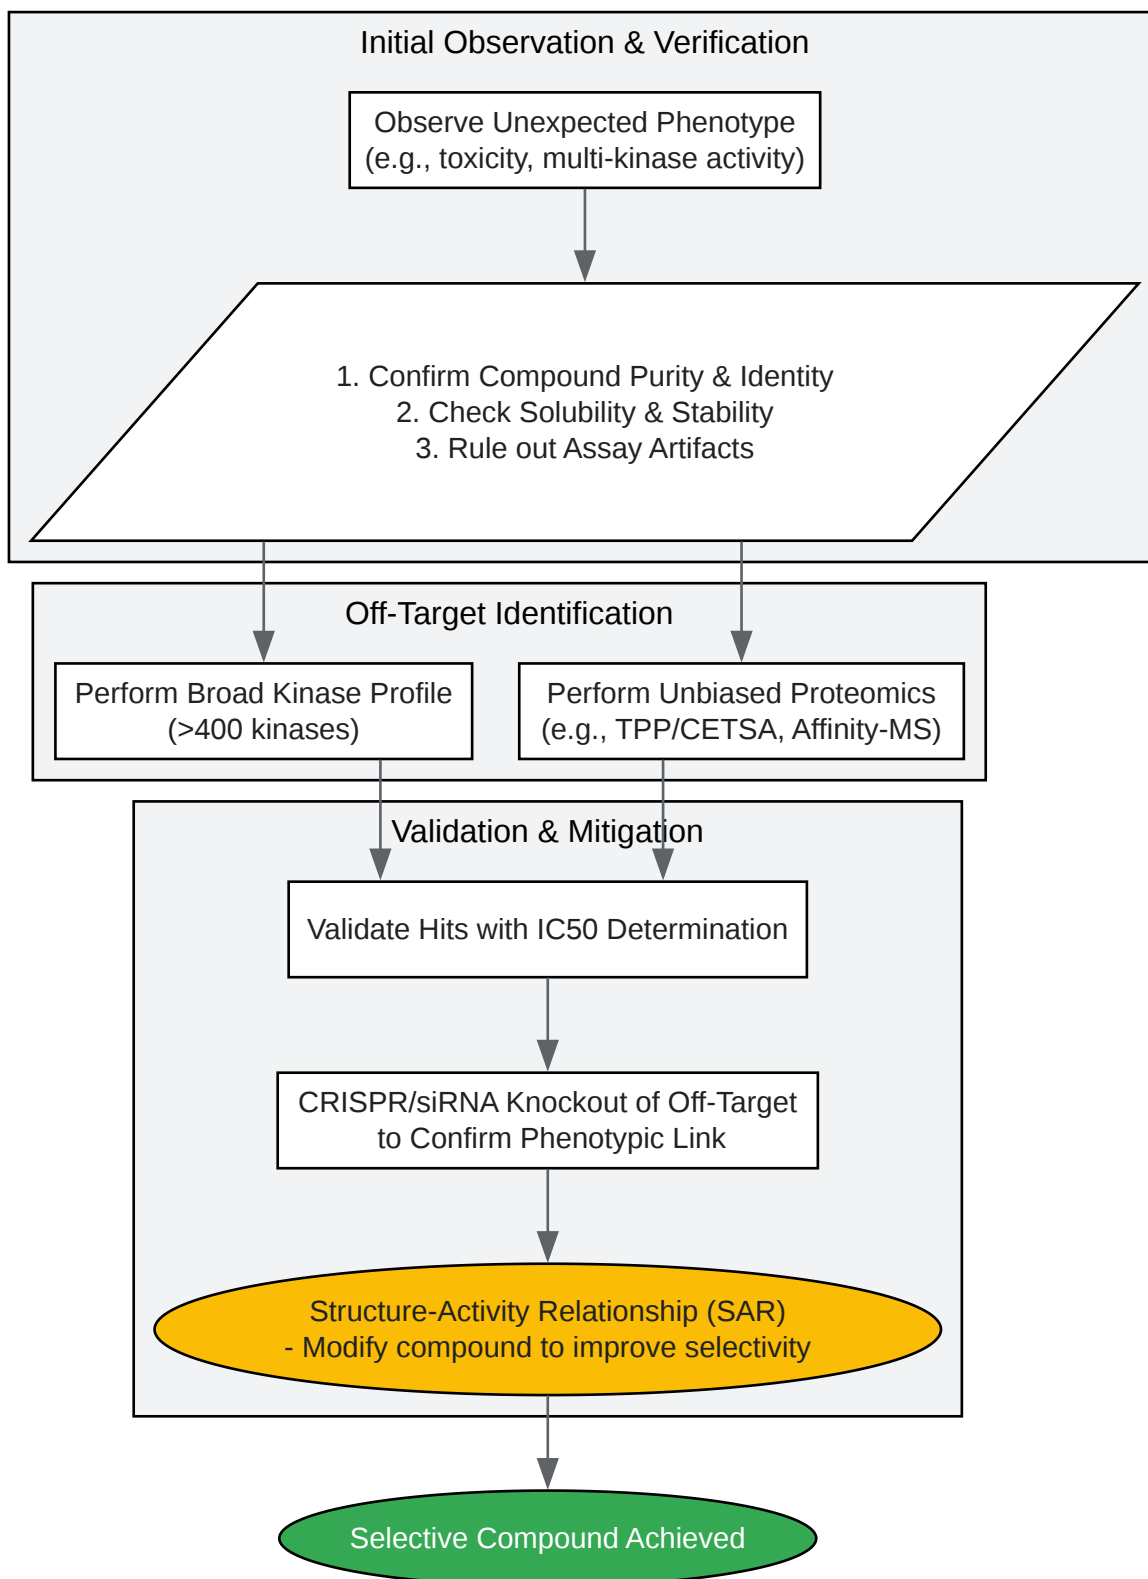 Initial Observation & Verification
Observe Unexpected Phenotype
(e.g., toxicity, multi-kinase activity)
1. Confirm Compound Purity & Identity
2. Check Solubility & Stability
3. Rule out Assay Artifacts
Off-Target Identification
Perform Broad Kinase Profile
(>400 kinases)
Perform Unbiased Proteomics
(e.g., TPP/CETSA, Affinity-MS)
Validation & Mitigation
Validate Hits with IC50 Determination
CRISPR/siRNA Knockout of Off-Target
to Confirm Phenotypic Link
Structure-Activity Relationship (SAR)
- Modify compound to improve selectivity
Selective Compound Achieved